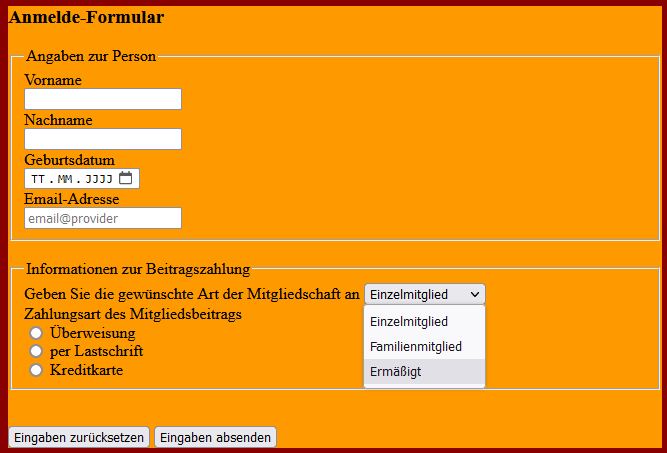 Anmelde-Formular
Angaben zur Person
Vorname
Nachname
Geburtsdatum
TT.MM.JJJJ
Email-Adresse
email@provider
Informationen zur Beitragszahlung
Geben Sie die gewünschte Art der Mitgliedschaft an Einzelmitglied
Zahlungsart des Mitgliedsbeitrags
Einzelmitglied
Überweisung
Familienmitglied
per Lastschrift
Ermäßigt
Kreditkarte
Eingaben zurücksetzen Eingaben absenden